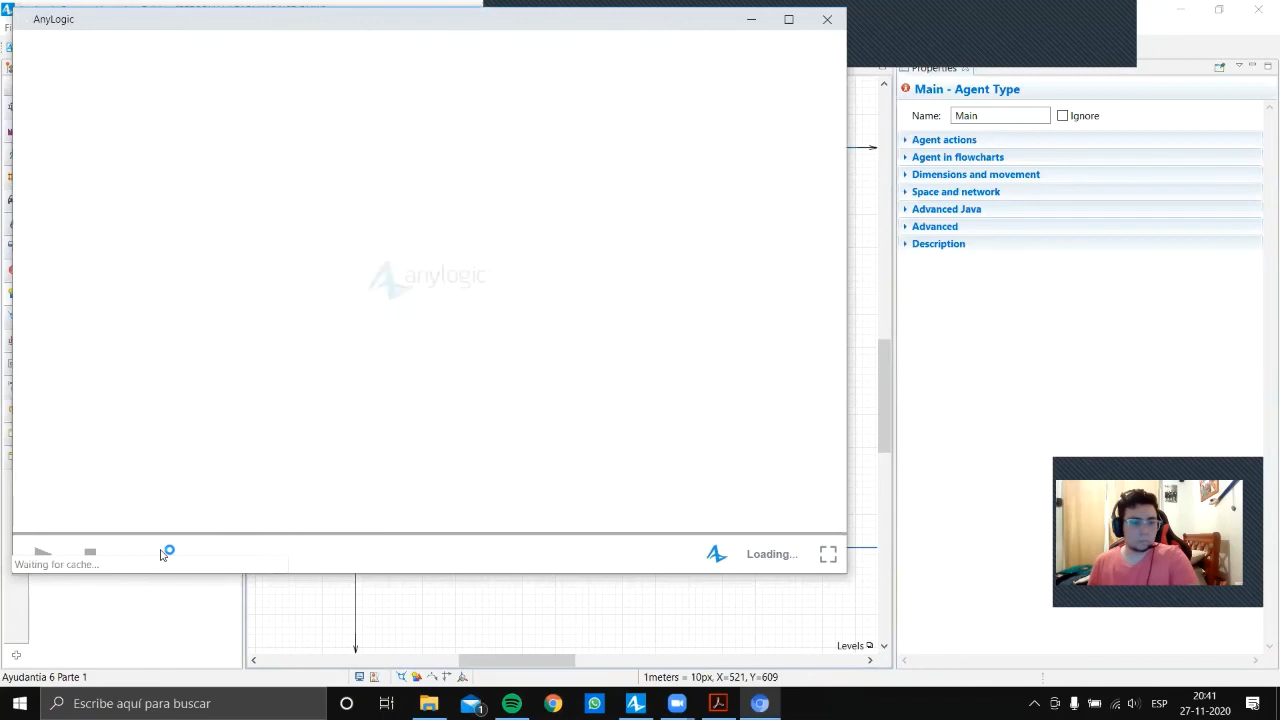 AnyLogic
Properties
Main - Agent Type
Name: Main Ignore
Agent actions
Agent in flowcharts
Dimensions and movement
Space and network
Advanced Java
Advanced
Description
anylogic
Loading...
Waiting for cache...
Levels
Ayudantía 6 Parte 1
1meters = 10px, X=521, Y=609
Escribe aquí para buscar
1
ESP
20:41
27-11-2020